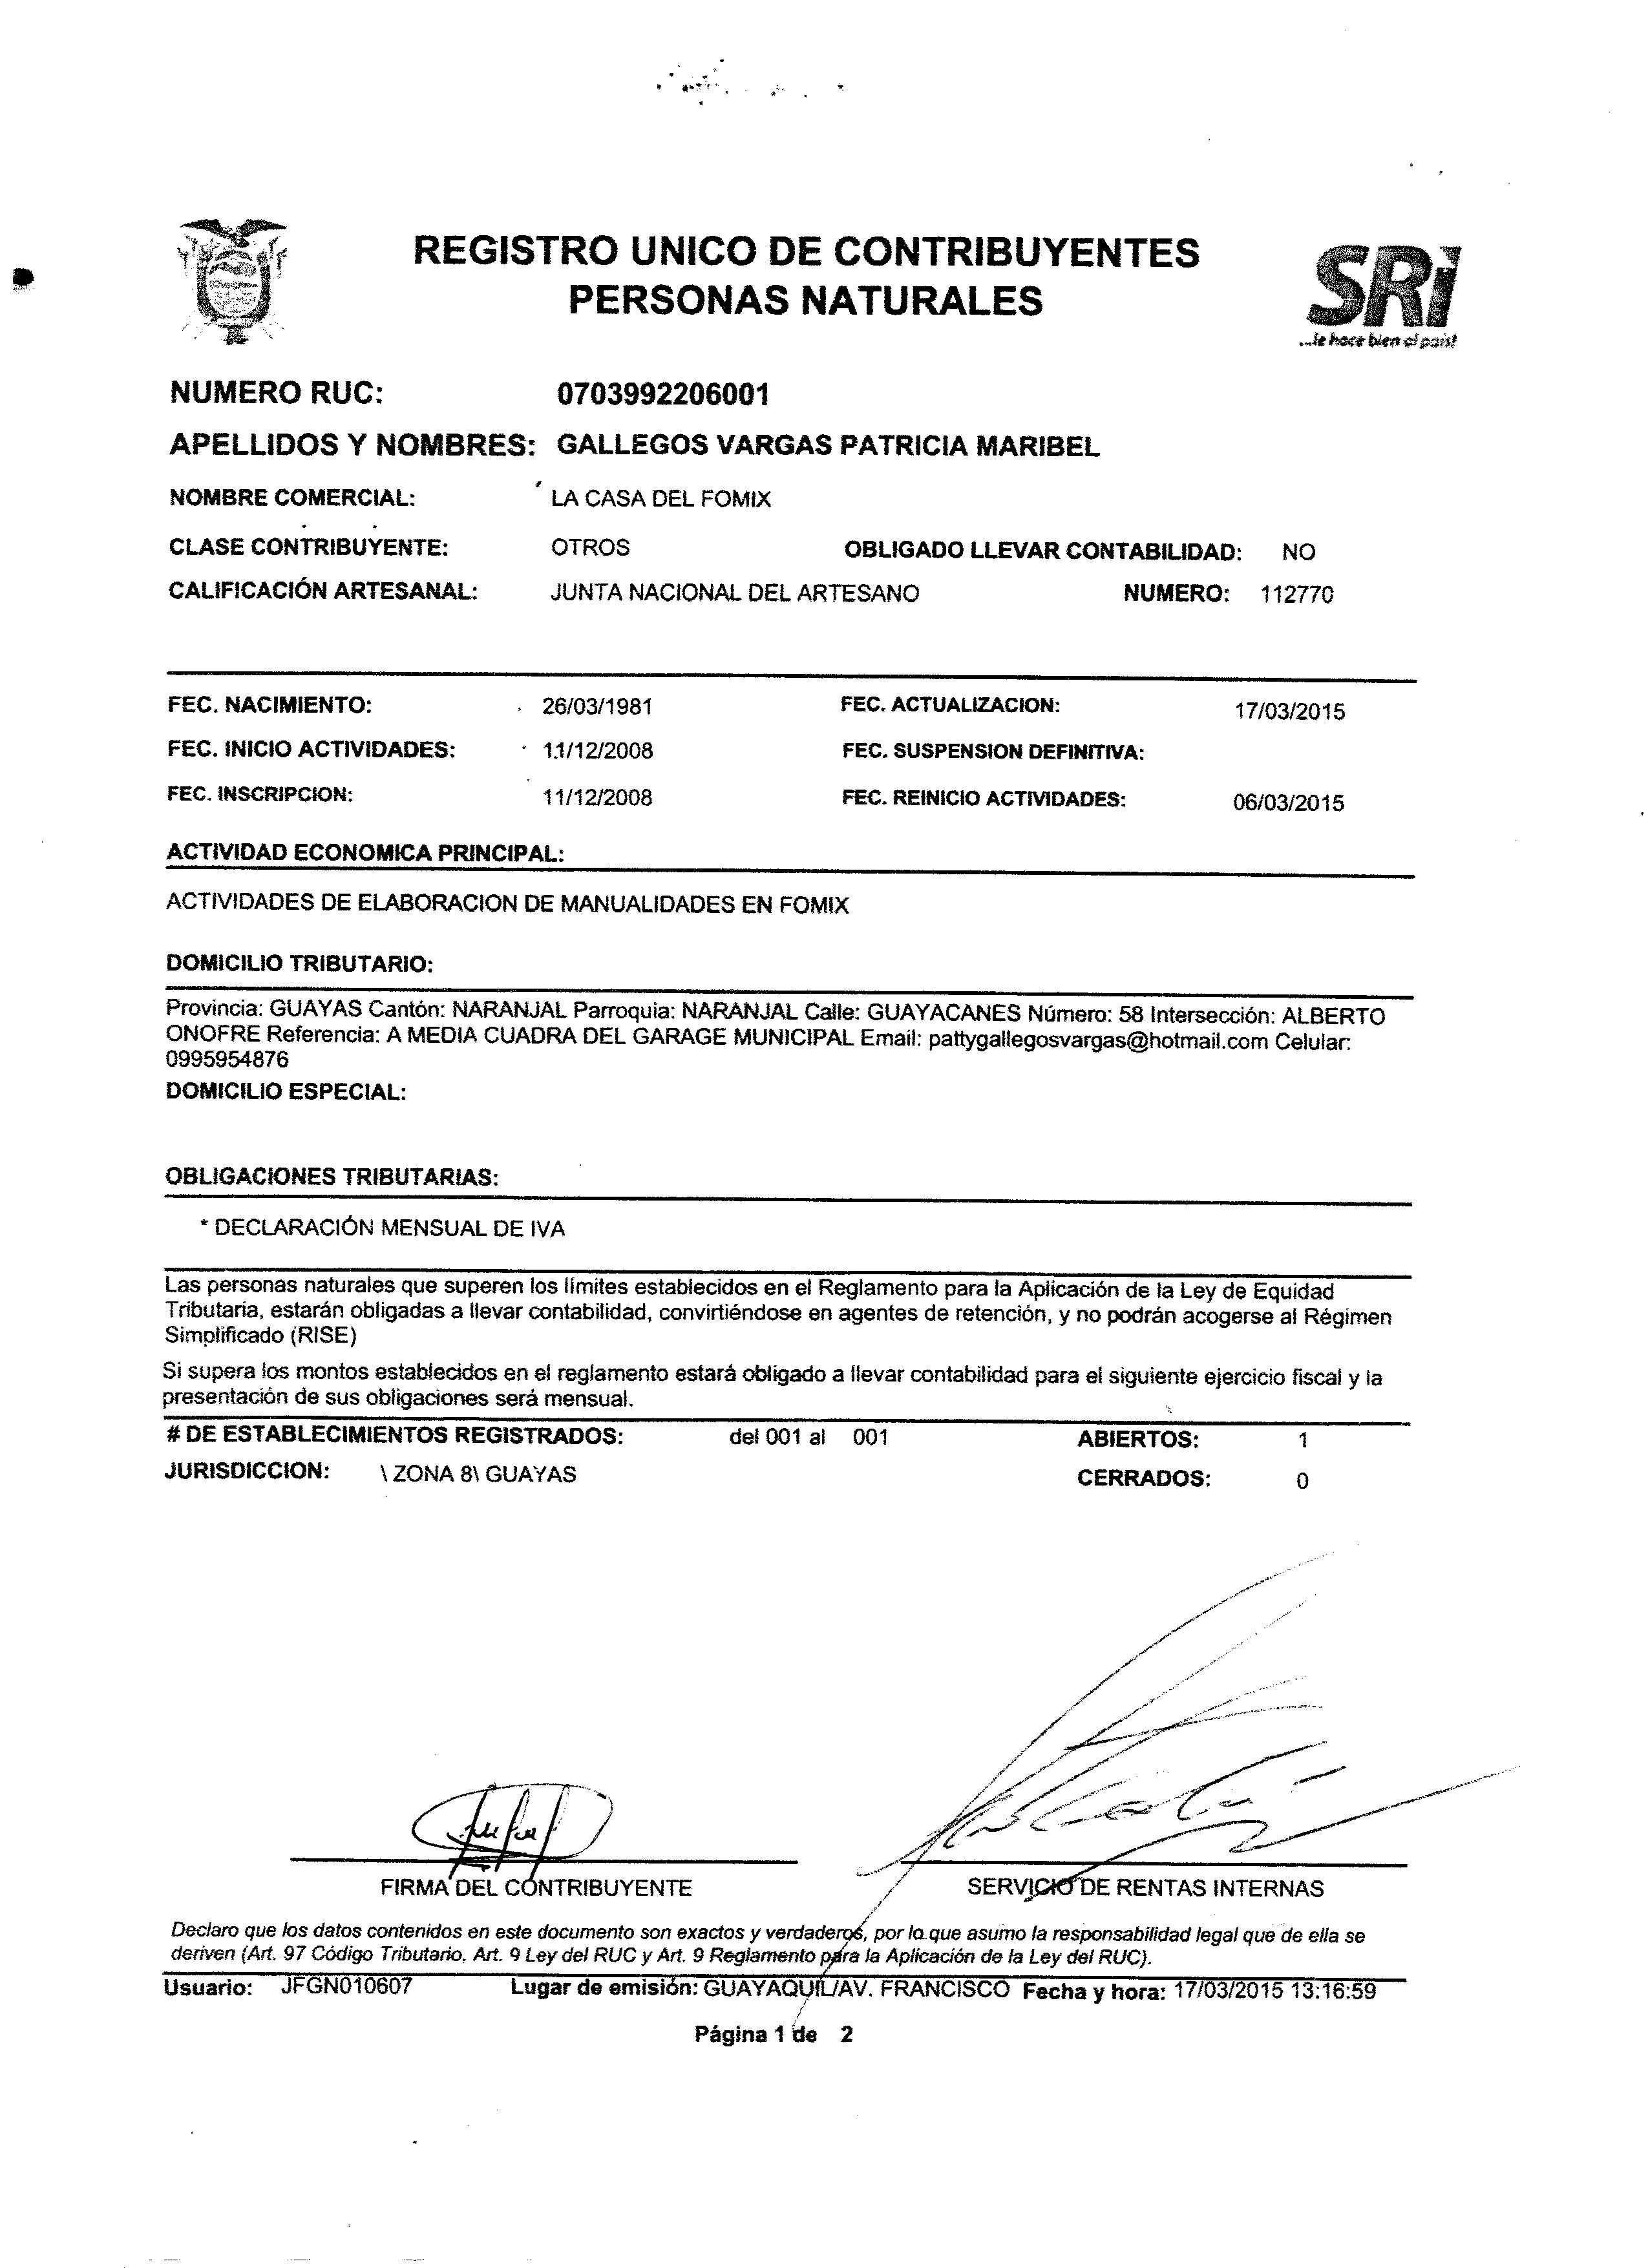 REGISTRO UNICO DE CONTRIBUYENTES
PERSONAS NATURALES
SRi
...le hace bien al país!
NUMERO RUC: 0703992206001
APELLIDOS Y NOMBRES: GALLEGOS VARGAS PATRICIA MARIBEL
NOMBRE COMERCIAL: LA CASA DEL FOMIX
CLASE CONTRIBUYENTE: OTROS OBLIGADO LLEVAR CONTABILIDAD: NO
CALIFICACIÓN ARTESANAL: JUNTA NACIONAL DEL ARTESANO NUMERO: 112770
FEC. NACIMIENTO: 26/03/1981 FEC. ACTUALIZACION: 17/03/2015
FEC. INICIO ACTIVIDADES: 11/12/2008 FEC. SUSPENSION DEFINITIVA:
FEC. INSCRIPCION: 11/12/2008 FEC. REINICIO ACTIVIDADES: 06/03/2015
ACTIVIDAD ECONOMICA PRINCIPAL:
ACTIVIDADES DE ELABORACION DE MANUALIDADES EN FOMIX
DOMICILIO TRIBUTARIO:
Provincia: GUAYAS Cantón: NARANJAL Parroquia: NARANJAL Calle: GUAYACANES Número: 58 Intersección: ALBERTO
ONOFRE Referencia: A MEDIA CUADRA DEL GARAGE MUNICIPAL Email: pattygallegosvargas@hotmail.com Celular:
0995954876
DOMICILIO ESPECIAL:
OBLIGACIONES TRIBUTARIAS:
* DECLARACIÓN MENSUAL DE IVA
Las personas naturales que superen los límites establecidos en el Reglamento para la Aplicación de la Ley de Equidad
Tributaria, estarán obligadas a llevar contabilidad, convirtiéndose en agentes de retención, y no podrán acogerse al Régimen
Simplificado (RISE)
Si supera los montos establecidos en el reglamento estará obligado a llevar contabilidad para el siguiente ejercicio fiscal y la
presentación de sus obligaciones será mensual.
# DE ESTABLECIMIENTOS REGISTRADOS: del 001 al 001 ABIERTOS: 1
JURISDICCION: \ ZONA 8\ GUAYAS CERRADOS: 0
FIRMA DEL CONTRIBUYENTE SERVICIO DE RENTAS INTERNAS
Declaro que los datos contenidos en este documento son exactos y verdaderos, por lo que asumo la responsabilidad legal que de ella se
deriven (Art. 97 Código Tributario, Art. 9 Ley del RUC y Art. 9 Reglamento para la Aplicación de la Ley del RUC).
Usuario: JFGN010607 Lugar de emisión: GUAYAQUIL/AV. FRANCISCO Fecha y hora: 17/03/2015 13:16:59
Página 1 de 2